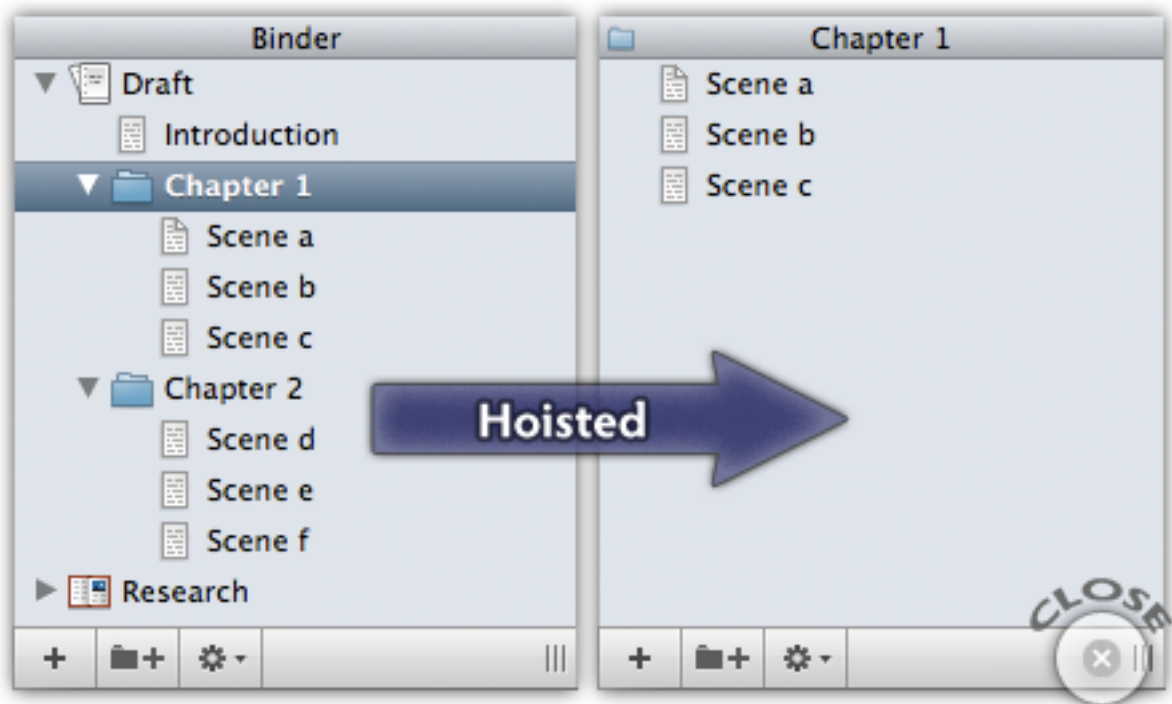 Binder
Draft
Introduction
Chapter 1
Scene a
Scene b
Scene c
Chapter 2
Scene d
Scene e
Scene f
Research
Hoisted
Chapter 1
Scene a
Scene b
Scene c
CLOSE